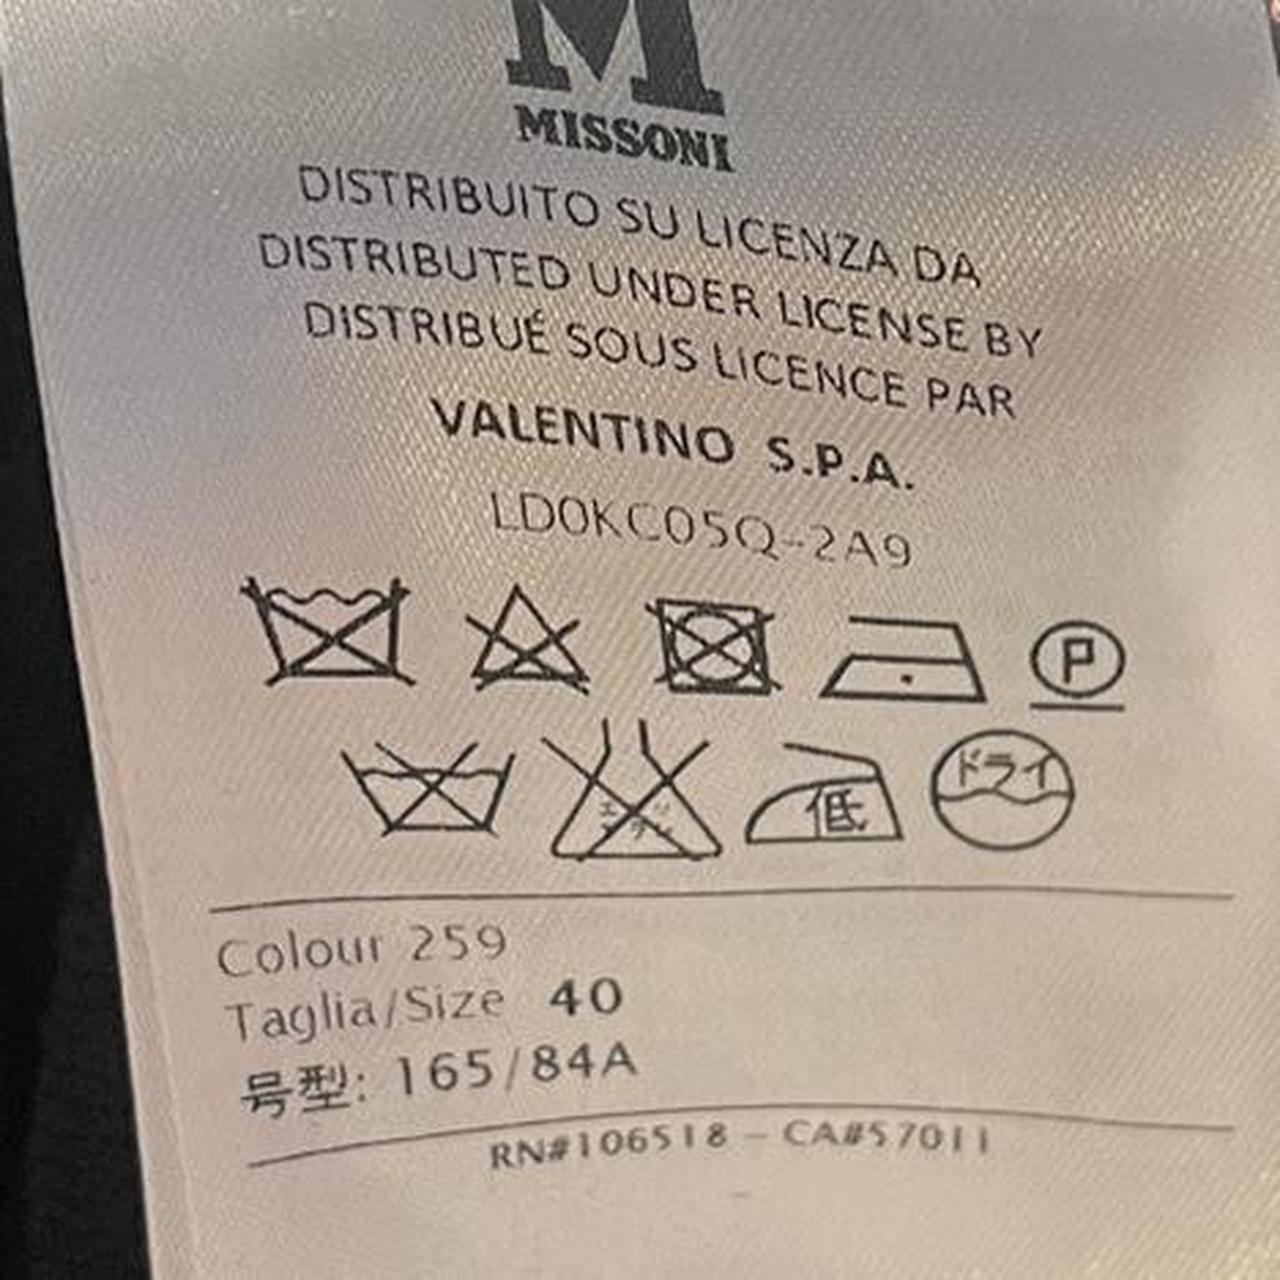 M
MISSONI
DISTRIBUITO SU LICENZA DA
DISTRIBUTED UNDER LICENSE BY
DISTRIBUÉ SOUS LICENCE PAR
VALENTINO S.P.A.
LD0KC05Q-2A9
P
低 ドライ
Colour 259
Taglia/Size 40
号型: 165/84A
RN#106518 - CA#57011